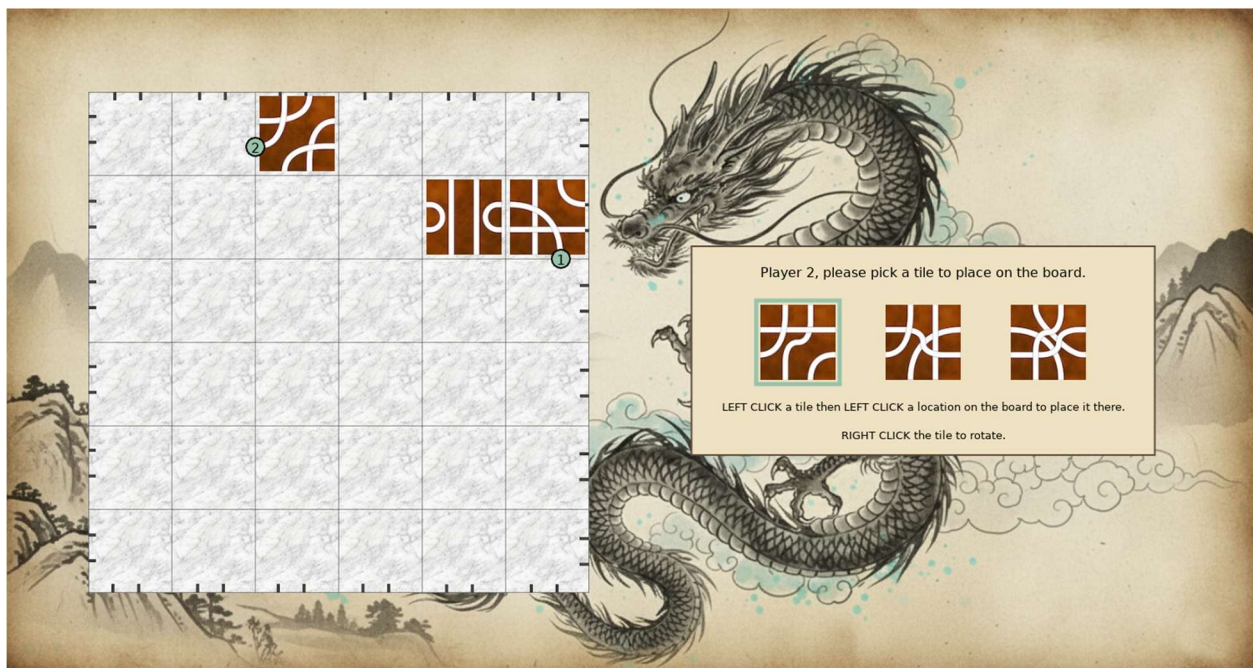 2
1
Player 2, please pick a tile to place on the board.
LEFT CLICK a tile then LEFT CLICK a location on the board to place it there.
RIGHT CLICK the tile to rotate.